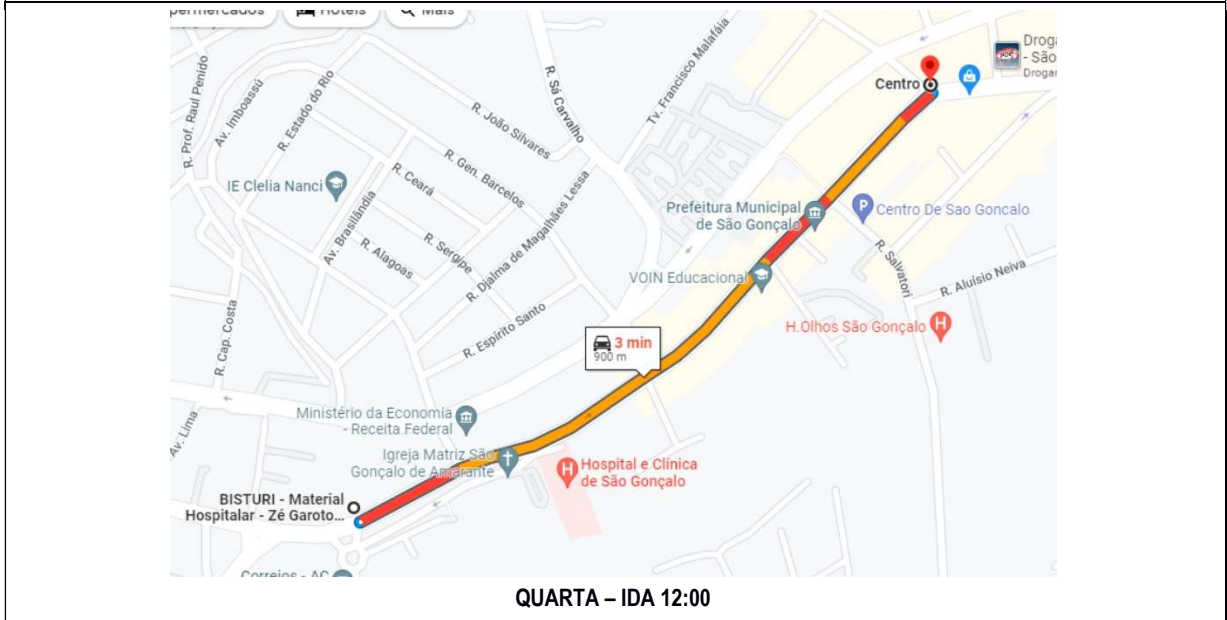 Hotéis
Mais
Droga
- São
Drogar
Centro
Tv. Francisco Malafáia
R. Sá Carvalho
R. Prof. Raul Penido
Av. Imboassú
R. Estado do Rio
R. João Silvares
R. Gen. Barcelos
IE Clelia Nanci
R. Ceará
Av. Brasilândia
R. Sergipe
R. Alagoas
R. Djalma de Magalhães Lessa
R. Espírito Santo
Prefeitura Municipal
de São Gonçalo
Centro De Sao Goncalo
VOIN Educacional
R. Salvatori
R. Aluísio Neiva
H.Olhos São Gonçalo
3 min
900 m
R. Cap. Costa
Av. Lima
Ministério da Economia
- Receita Federal
Igreja Matriz São
Gonçalo de Amarante
Hospital e Clínica
de São Gonçalo
BISTURI - Material
Hospitalar - Zé Garoto...
Correios - AC
QUARTA – IDA 12:00